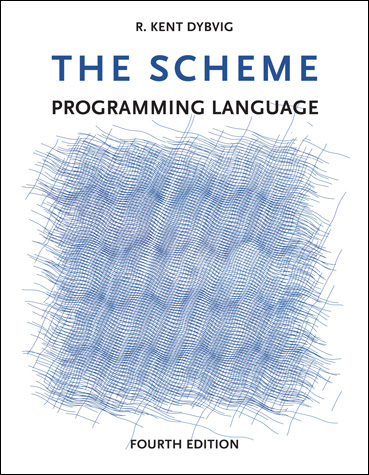 R. KENT DYBVIG
THE SCHEME
PROGRAMMING LANGUAGE
FOURTH EDITION